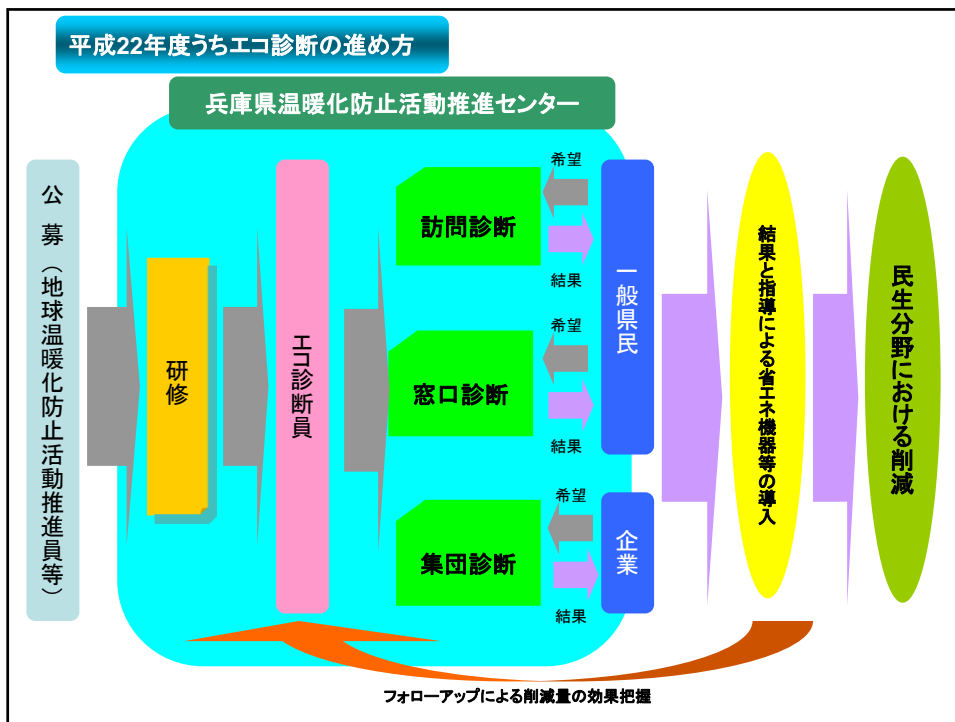 平成22年度うちエコ診断の進め方
兵庫県温暖化防止活動推進センター
公 募 （地球温暖化防止活動推進員等）
研修
エコ診断員
訪問診断
希望
結果
窓口診断
希望
結果
集団診断
希望
結果
一般県民
企業
結果と指導による省エネ機器等の導入
民生分野における削減
フォローアップによる削減量の効果把握